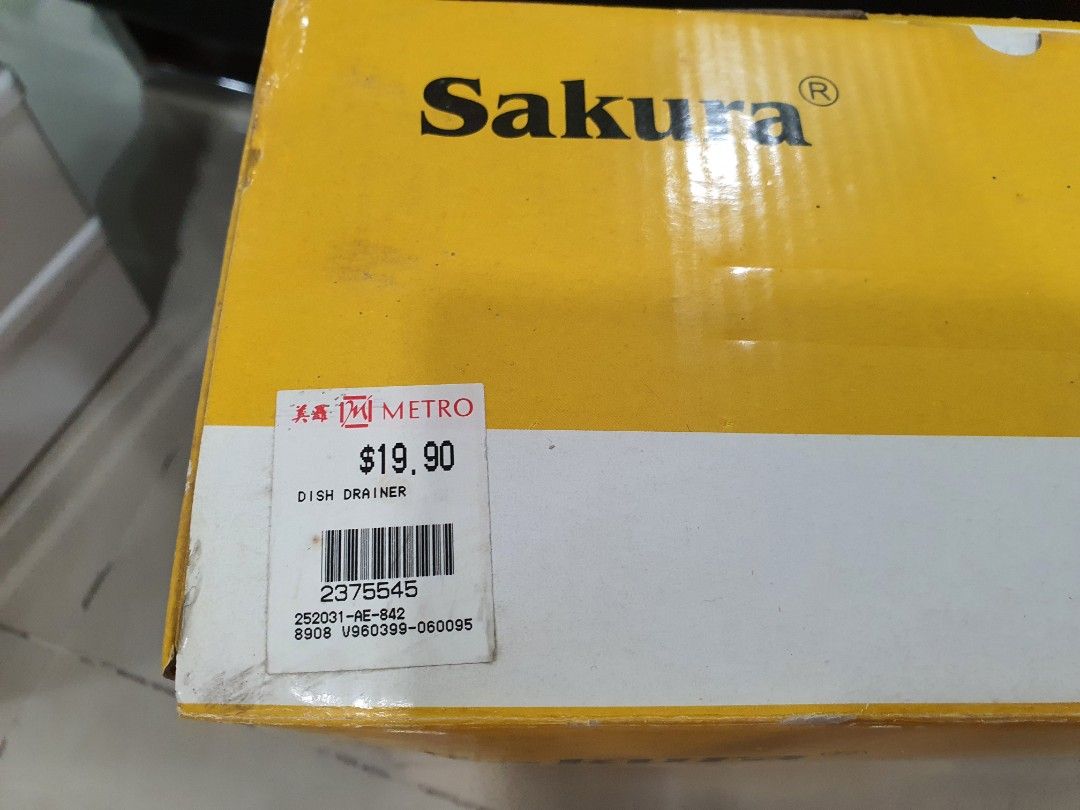 Sakura®
美羅 M METRO
$19.90
DISH DRAINER
2375545
252031-AE-842
8908 V960399-060095